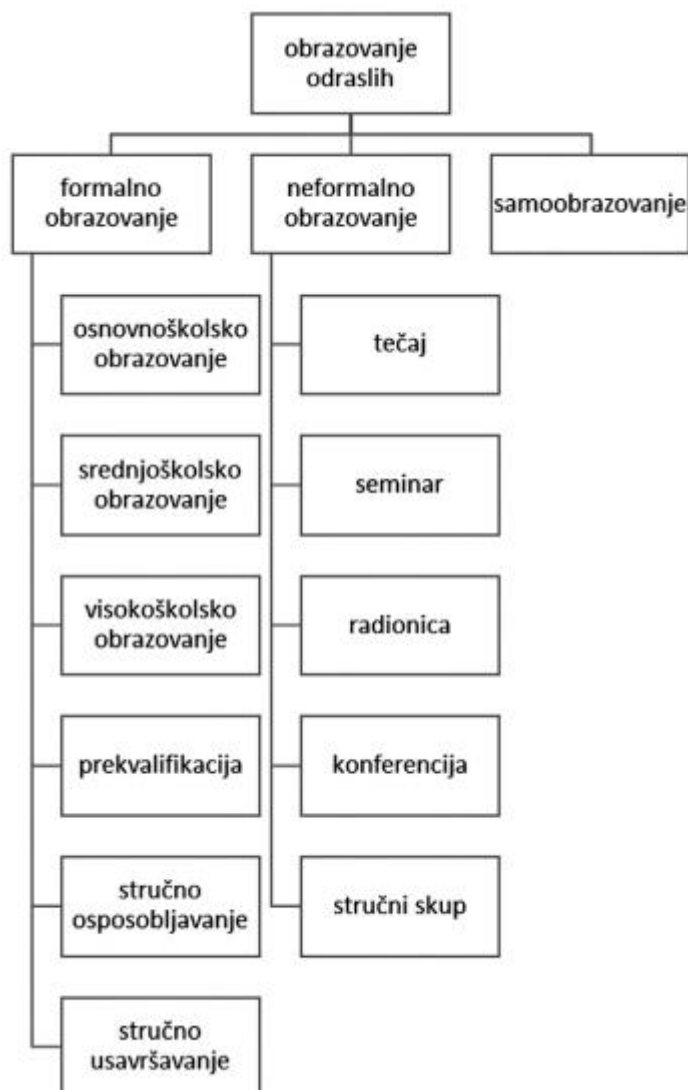 obrazovanje
odraslih
formalno
obrazovanje
neformalno
obrazovanje
samoobrazovanje
osnovnoškolsko
obrazovanje
srednjoškolsko
obrazovanje
visokoškolsko
obrazovanje
prekvalifikacija
stručno
osposobljavanje
stručno
usavršavanje
tečaj
seminar
radionica
konferencija
stručni skup